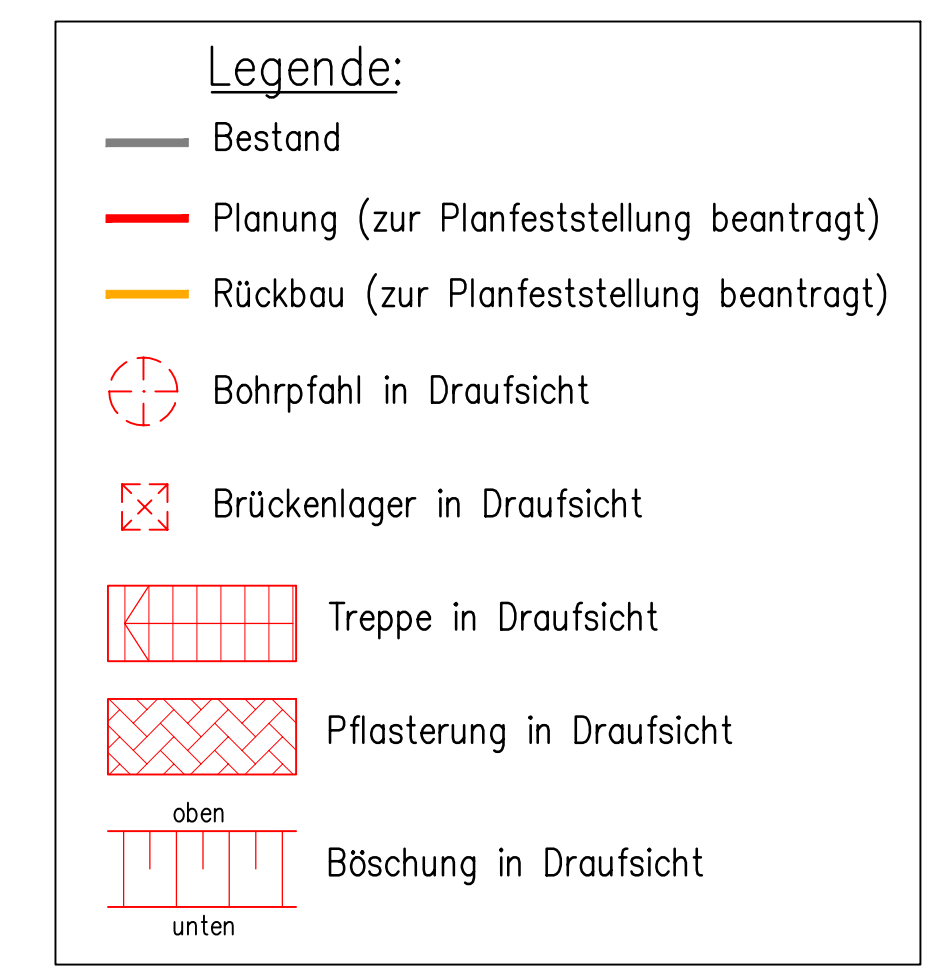 Legende:
Bestand
Planung (zur Planfeststellung beantragt)
Rückbau (zur Planfeststellung beantragt)
Bohrpfahl in Draufsicht
Brückenlager in Draufsicht
Treppe in Draufsicht
Pflasterung in Draufsicht
oben
Böschung in Draufsicht
unten